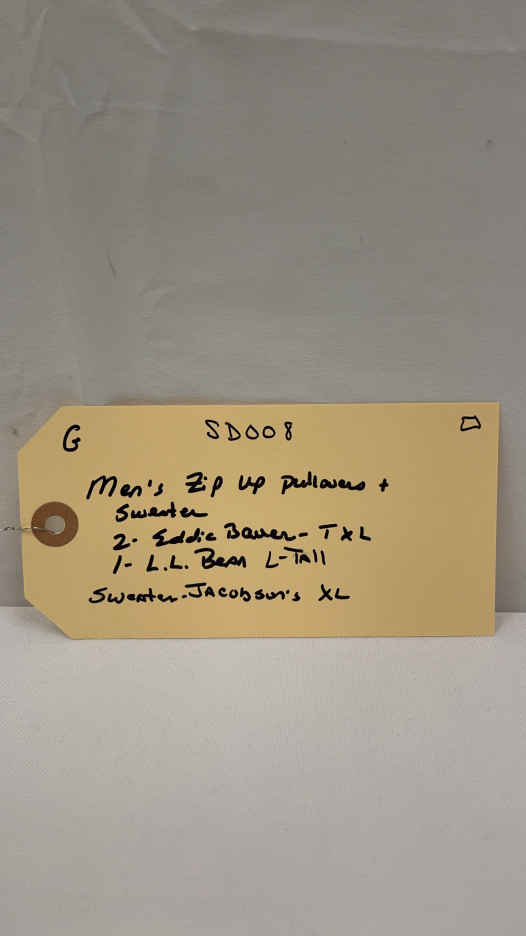 G SD008
Men's Zip up pullovers +
Sweater
2- Eddie Bauer- TXL
1- L.L. Bean L-Tall
Sweater-Jacobson's XL